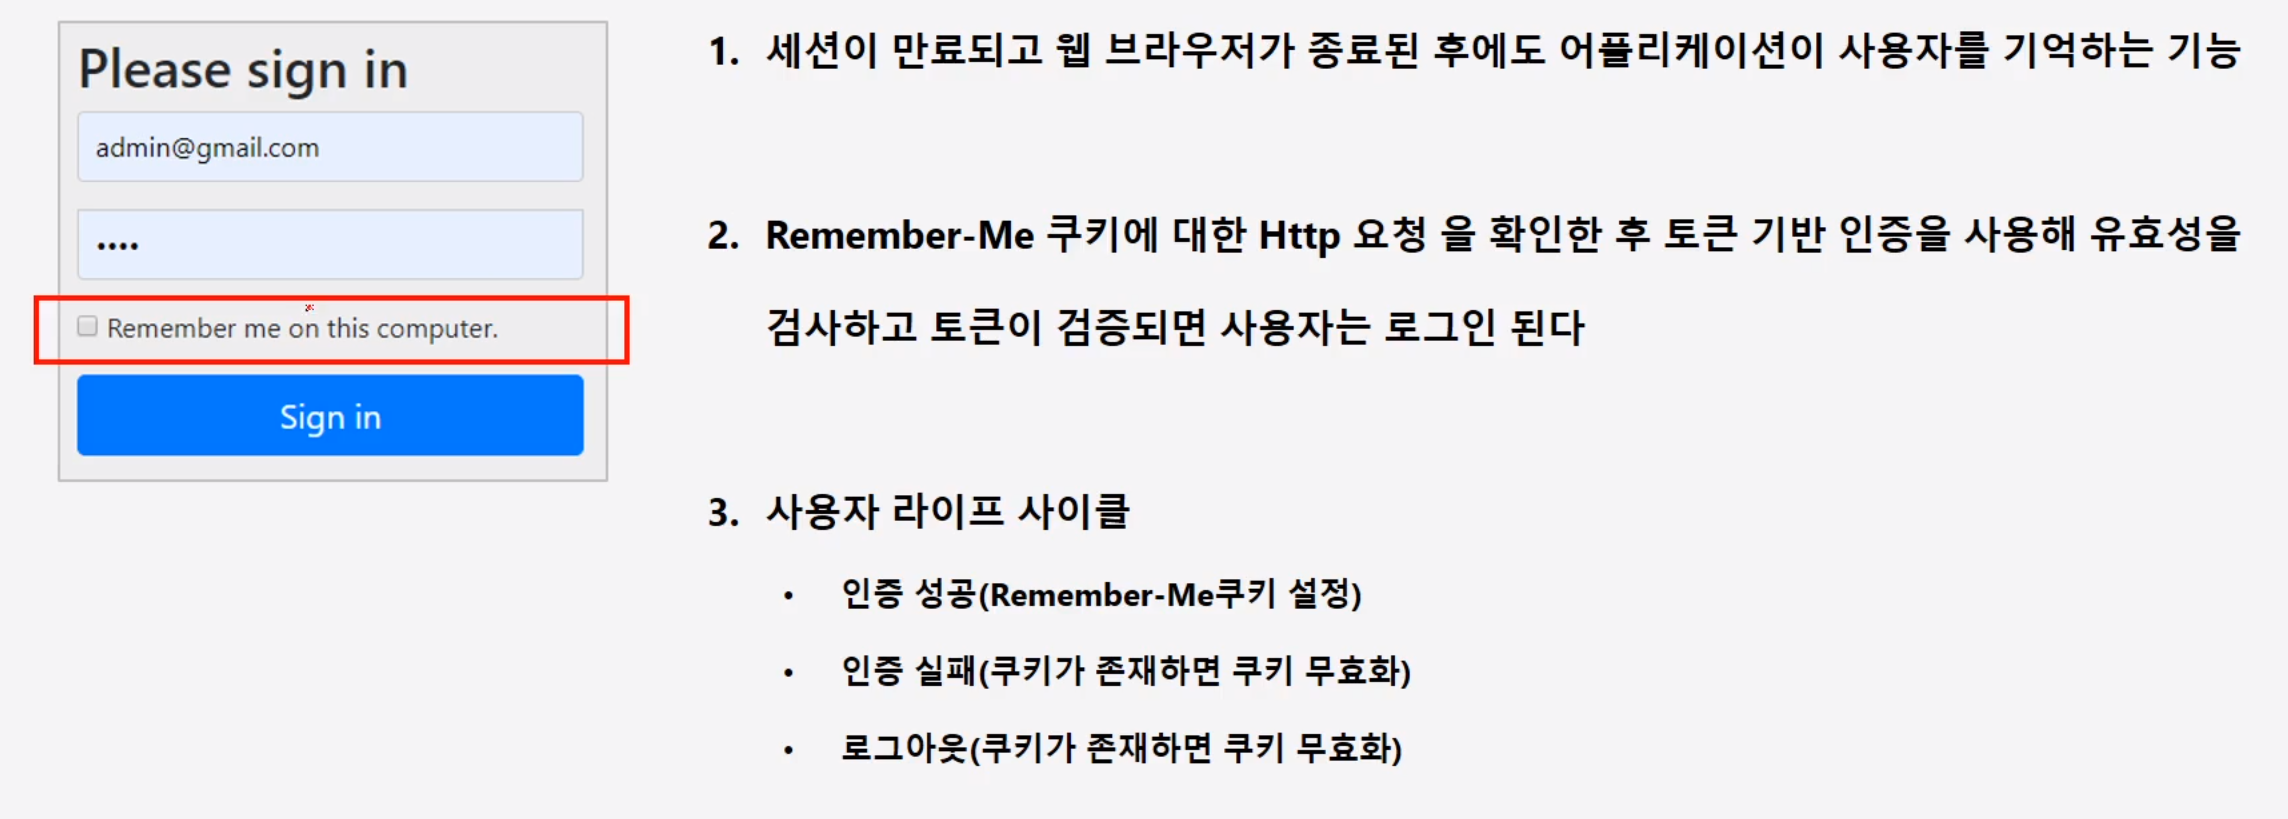 Please sign in
admin@gmail.com
••••
Remember me on this computer.
Sign in
1. 세션이 만료되고 웹 브라우저가 종료된 후에도 어플리케이션이 사용자를 기억하는 기능
2. Remember-Me 쿠키에 대한 Http 요청 을 확인한 후 토큰 기반 인증을 사용해 유효성을
검사하고 토큰이 검증되면 사용자는 로그인 된다
3. 사용자 라이프 사이클
• 인증 성공(Remember-Me쿠키 설정)
• 인증 실패(쿠키가 존재하면 쿠키 무효화)
• 로그아웃(쿠키가 존재하면 쿠키 무효화)